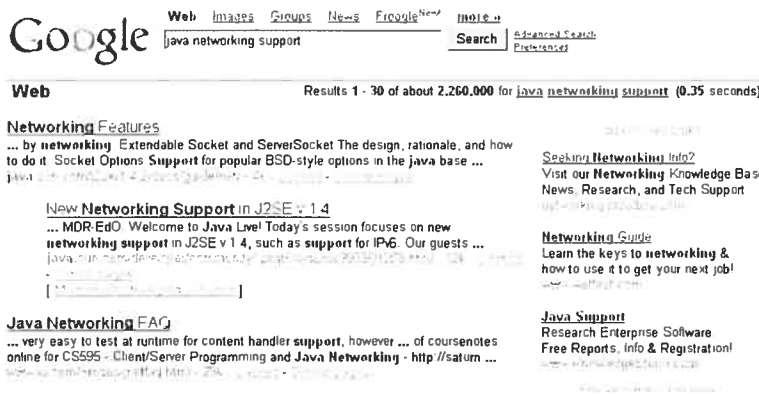 Google
Web Images Groups News Froogle New! more »
java networking support
Search
Advanced Search
Preferences
Web
Results 1 - 30 of about 2,260,000 for java networking support (0.35 seconds)
Networking Features
... by networking Extendable Socket and ServerSocket The design, rationale, and how
to do it Socket Options Support for popular BSD-style options in the java base ...
New Networking Support in J2SE v 1 4
... MDR-EdO Welcome to Java Live! Today's session focuses on new
networking support in J2SE v 1 4, such as support for IPv6. Our guests ...
[ ]
Java Networking FAQ
... very easy to test at runtime for content handler support, however ... of coursenotes
online for CS595 - Client/Server Programming and Java Networking - http://saturn ...
Seeking Networking Info?
Visit our Networking Knowledge Base
News, Research, and Tech Support
Networking Guide
Learn the keys to networking &
how to use it to get your next job!
Java Support
Research Enterprise Software
Free Reports, Info & Registration!